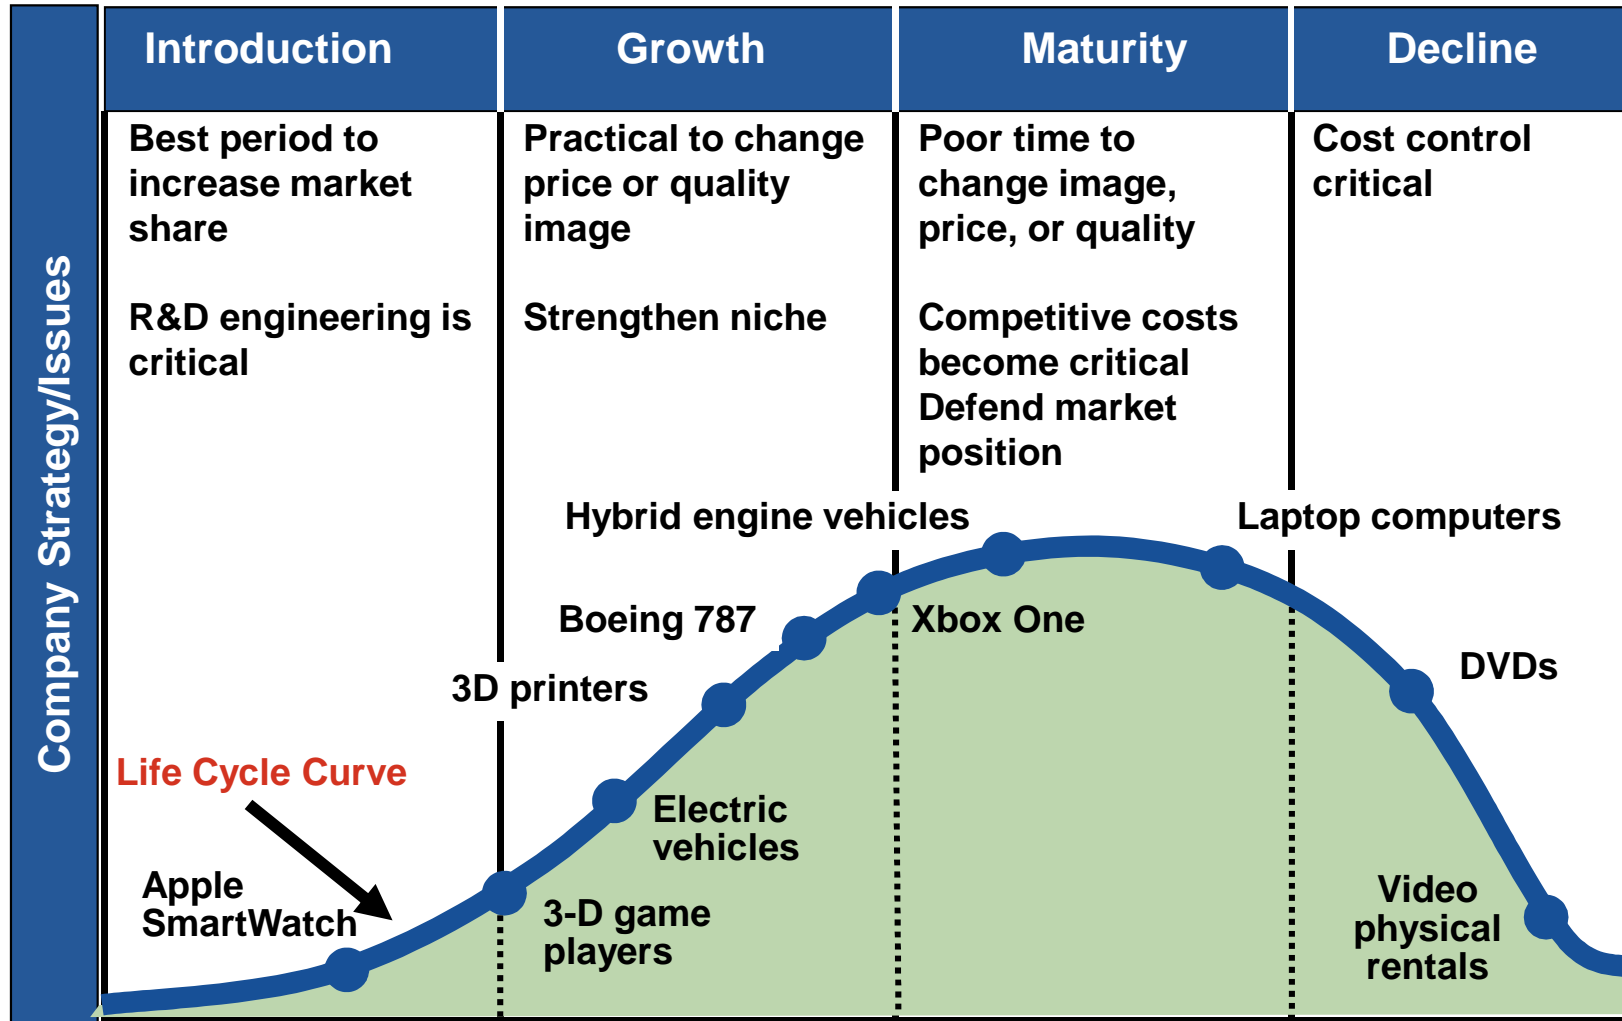 Company Strategy/Issues
Introduction
Growth
Maturity
Decline
Best period to
increase market
share
R&D engineering is
critical
Practical to change
price or quality
image
Strengthen niche
Poor time to
change image,
price, or quality
Competitive costs
become critical
Defend market
position
Cost control
critical
Hybrid engine vehicles
Laptop computers
Boeing 787
Xbox One
DVDs
3D printers
Life Cycle Curve
Electric
vehicles
Apple
SmartWatch
3-D game
players
Video
physical
rentals